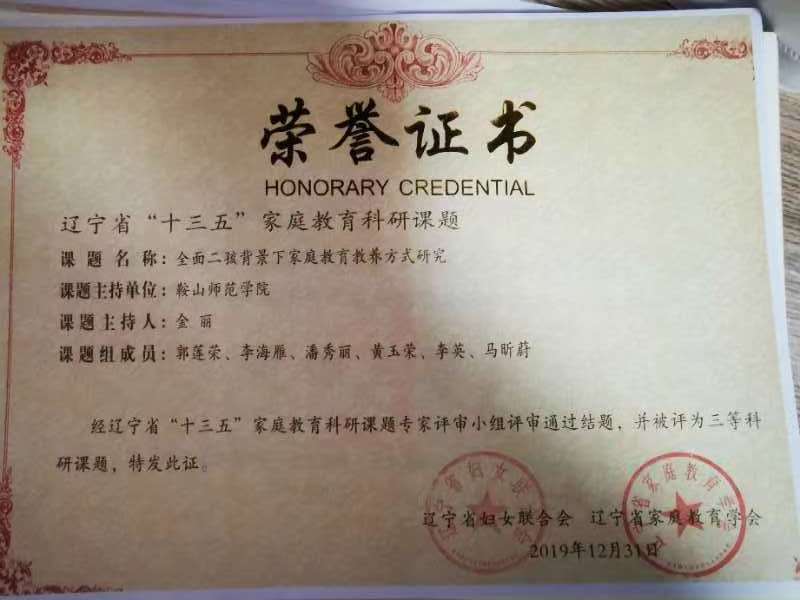 荣誉证书
HONORARY CREDENTIAL
辽宁省“十三五”家庭教育科研课题
课题名称：全面二孩背景下家庭教育教养方式研究
课题主持单位：鞍山师范学院
课题主持人：金丽
课题组成员：郭莲荣、李海雁、潘秀丽、黄玉荣、李英、马昕蔚
经辽宁省“十三五”家庭教育科研课题专家评审小组评审通过结题，并被评为三等科
研课题，特发此证。
辽宁省妇女联合会 辽宁省家庭教育学会
2019年12月31日